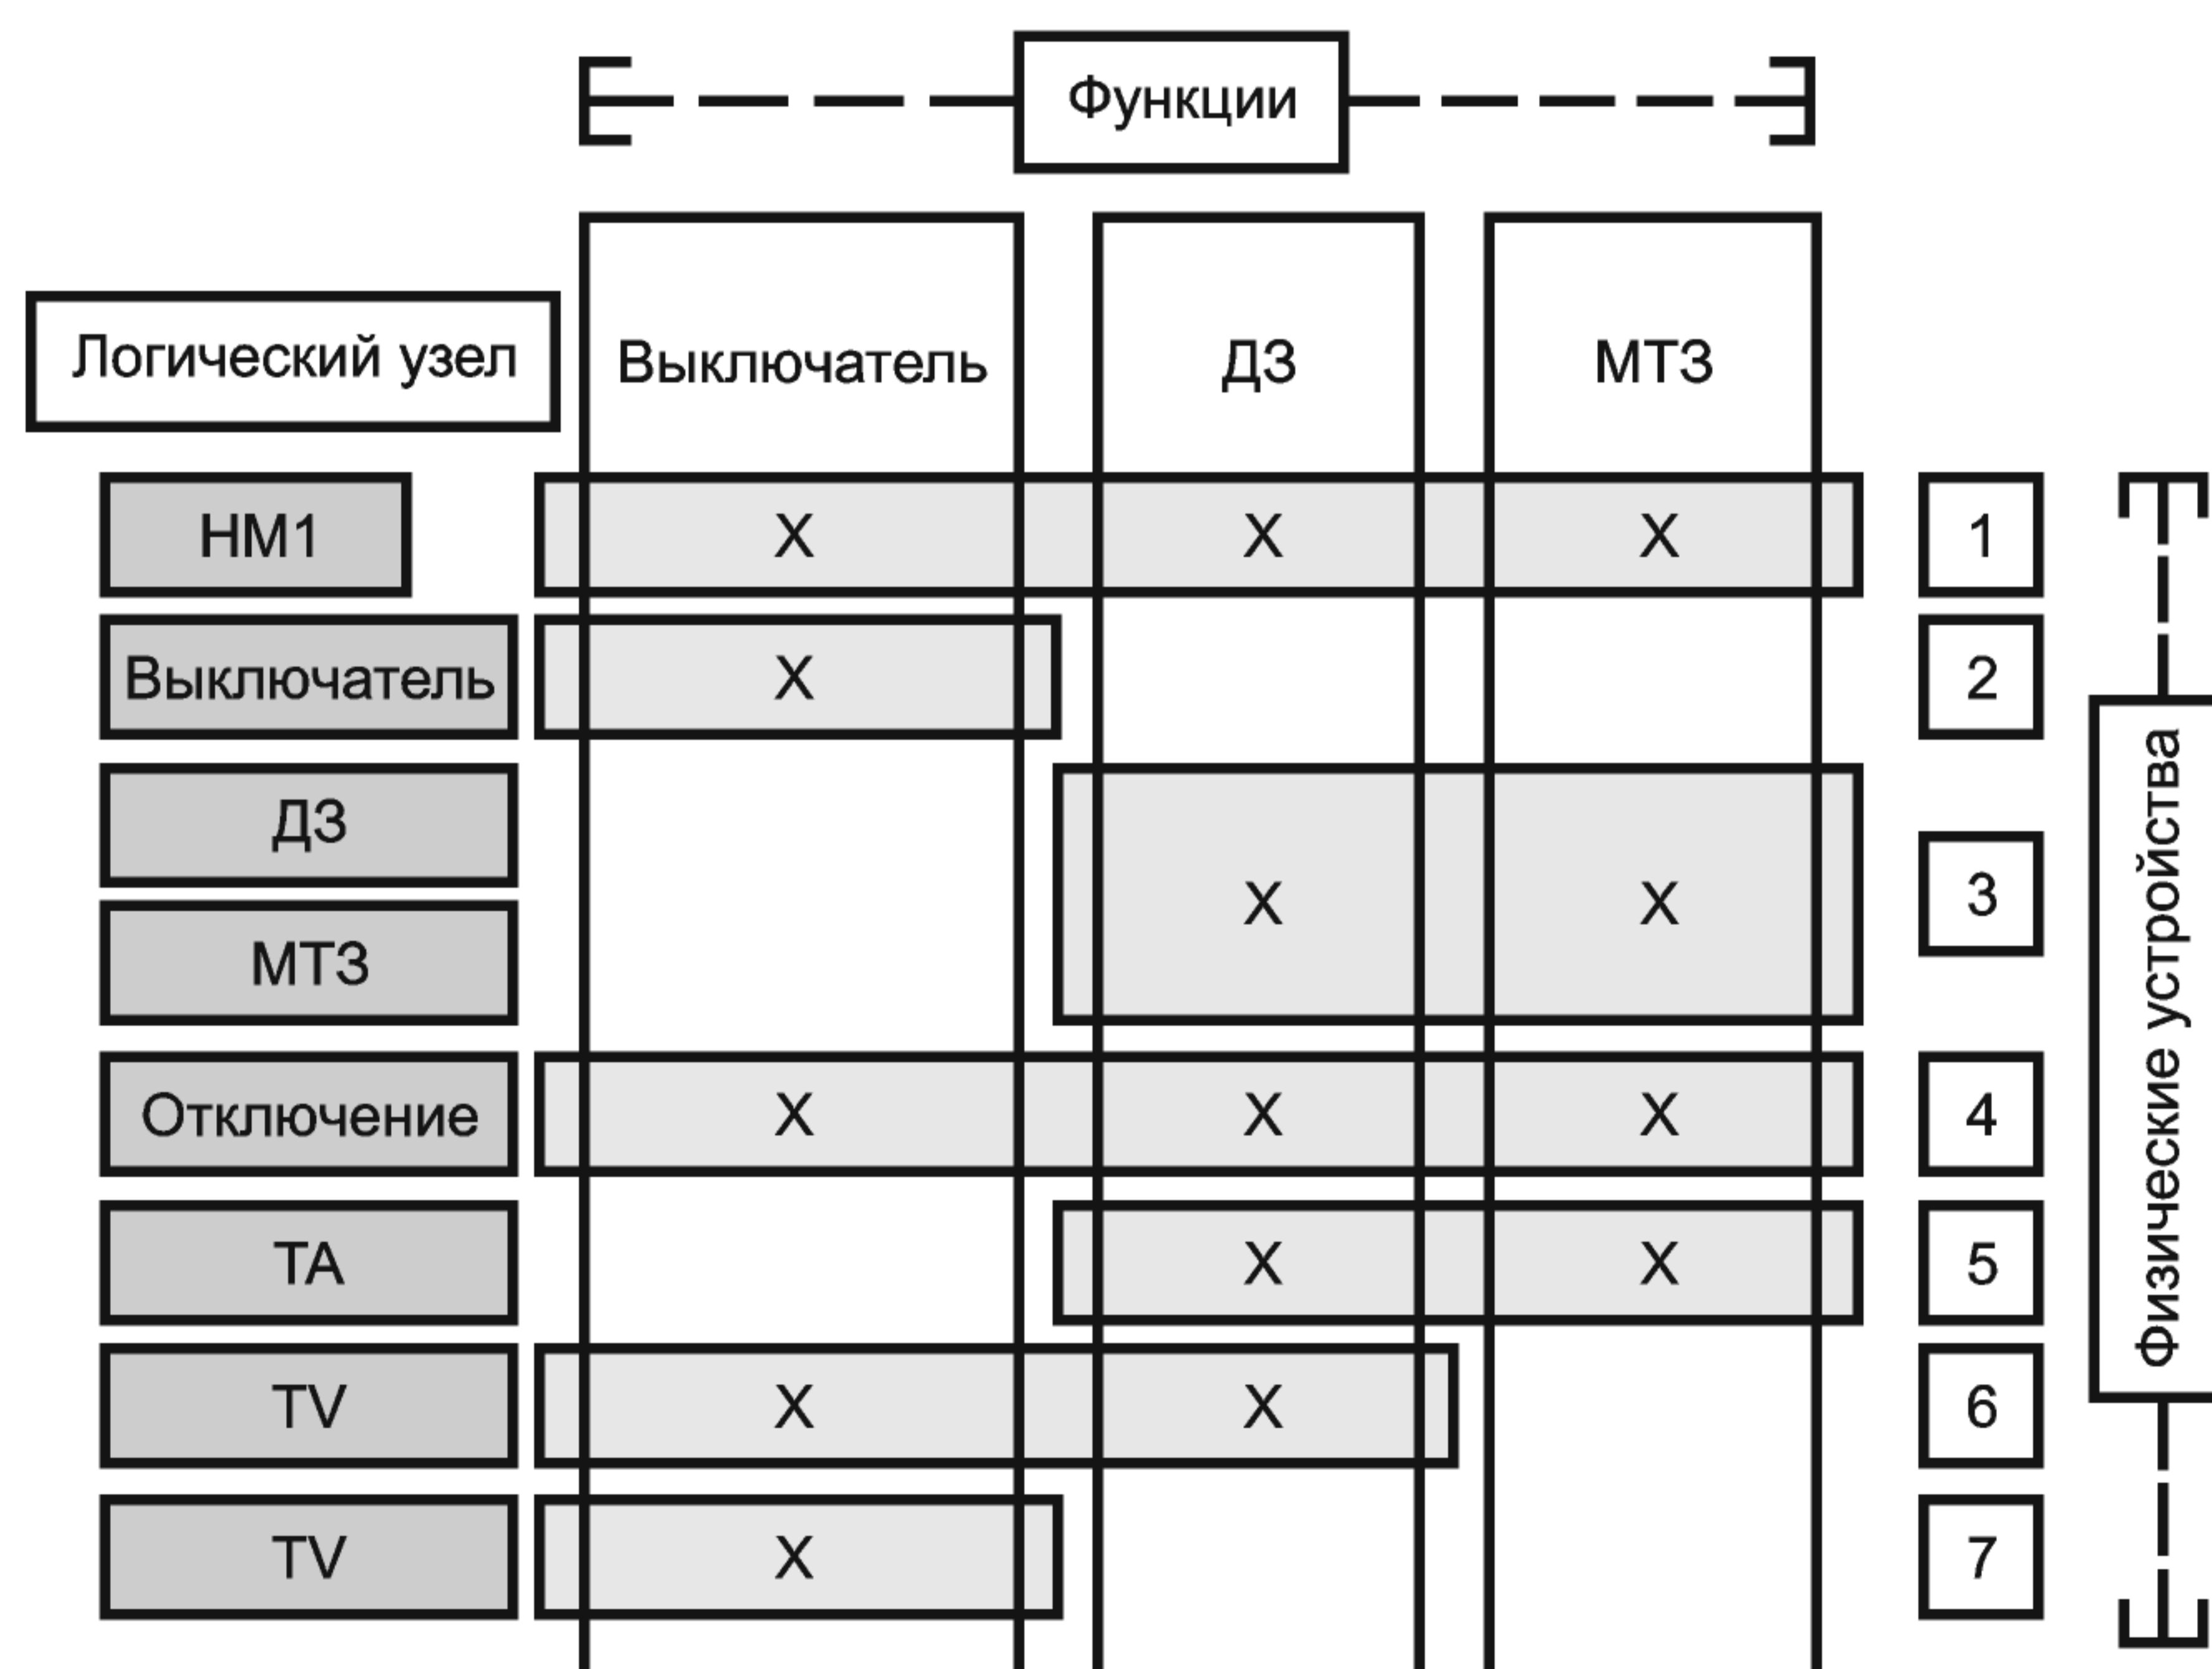 Функции
Логический узел
Выключатель
ДЗ
МТЗ
НМ1 X X X 1
Выключатель X 2
ДЗ
X X 3
МТЗ
Отключение X X X 4
ТА X X 5
TV X X 6
TV X 7
Физические устройства